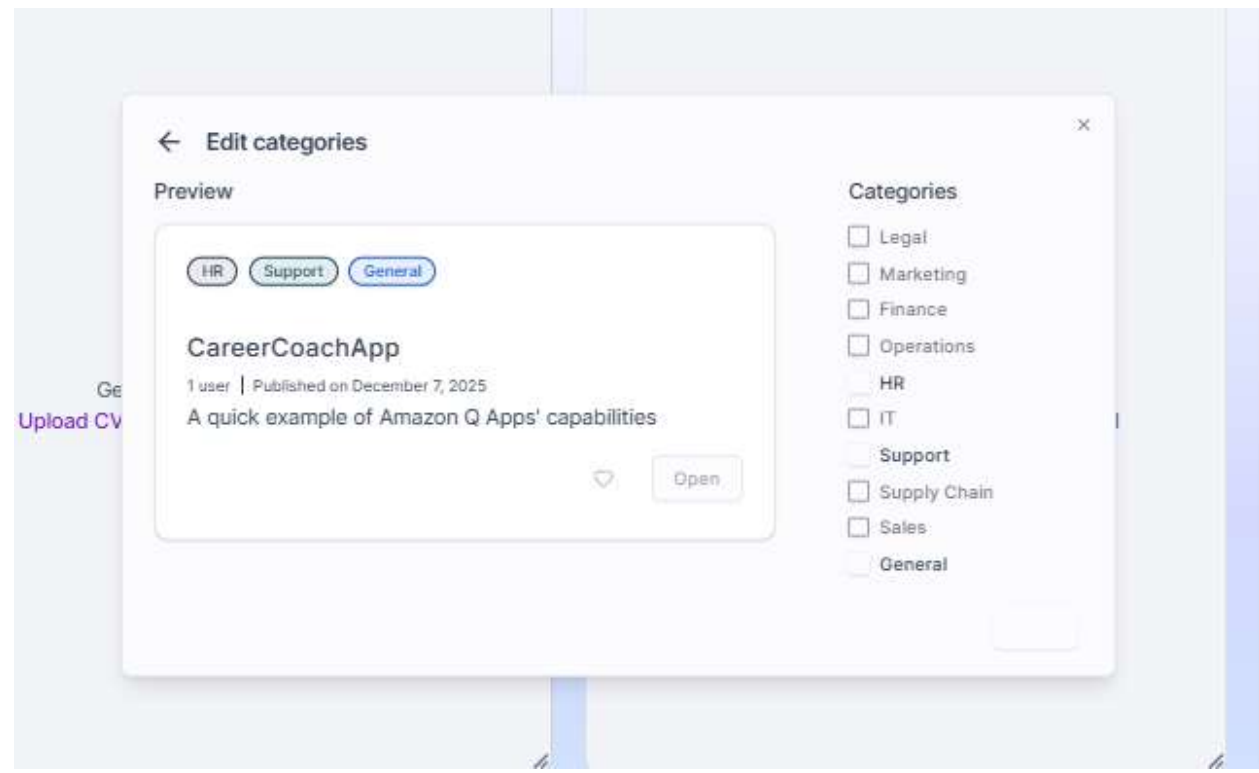 Edit categories
Preview
HR Support General
CareerCoachApp
1 user | Published on December 7, 2025
A quick example of Amazon Q Apps' capabilities
Open
Categories
Legal
Marketing
Finance
Operations
HR
IT
Support
Supply Chain
Sales
General
Ge
Upload CV